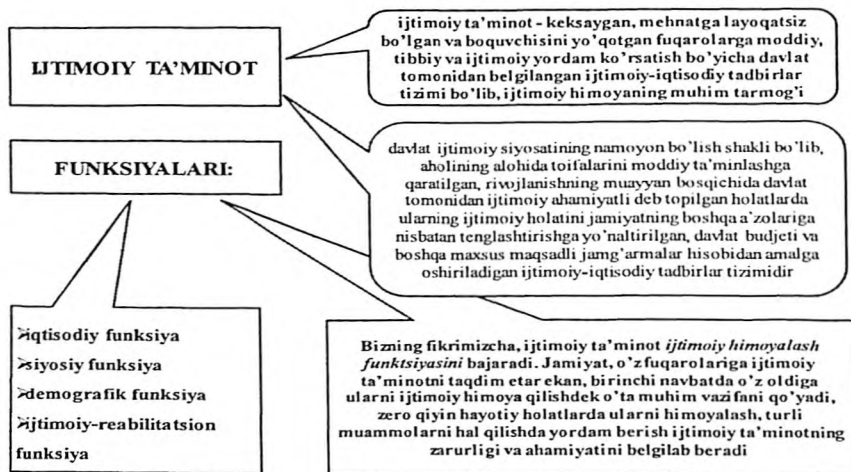 IJTIMOIY TA'MINOT
ijtimoiy ta'minot - keksaygan, mehnatga layoqatsiz
bo'lgan va boquvchisini yo'qotgan fuqarolarga moddiy,
tibbiy va ijtimoiy yordam ko'rsatish bo'yicha davlat
tomonidan belgilangan ijtimoiy-iqtisodiy tadbirlar
tizimi bo'lib, ijtimoiy himoyaning muhim tarmog'i
davlat ijtimoiy siyosatining namoyon bo'lish shakli bo'lib,
aholining alohida toifalarini moddiy ta'minlashga
qaratilgan, rivojlanishning muayyan bosqichida davlat
tomonidan ijtimoiy ahamiyatli deb topilgan holatlarda
ularning ijtimoiy holatini jamiyatning boshqa a'zolariga
nisbatan tenglashtirishga yo'naltirilgan, davlat budjeti va
boshqa maxsus maqsadli jamg'armalar hisobidan amalga
oshiriladigan ijtimoiy-iqtisodiy tadbirlar tizimidir
FUNKSIYALARI:
➢iqtisodiy funksiya
➢siyosiy funksiya
➢demografik funksiya
➢ijtimoiy-reabilitatsion
funksiya
Bizning fikrimizcha, ijtimoiy ta'minot ijtimoiy himoyalash
funktsiyasini bajaradi. Jamiyat, o'z fuqarolariga ijtimoiy
ta'minotni taqdim etar ekan, birinchi navbatda o'z oldiga
ularni ijtimoiy himoya qilishdek o'ta muhim vazifani qo'yadi,
zero qiyin hayotiy holatlarda ularni himoyalash, turli
muammolarni hal qilishda yordam berish ijtimoiy ta'minotning
zarurligi va ahamiyatini belgilab beradi